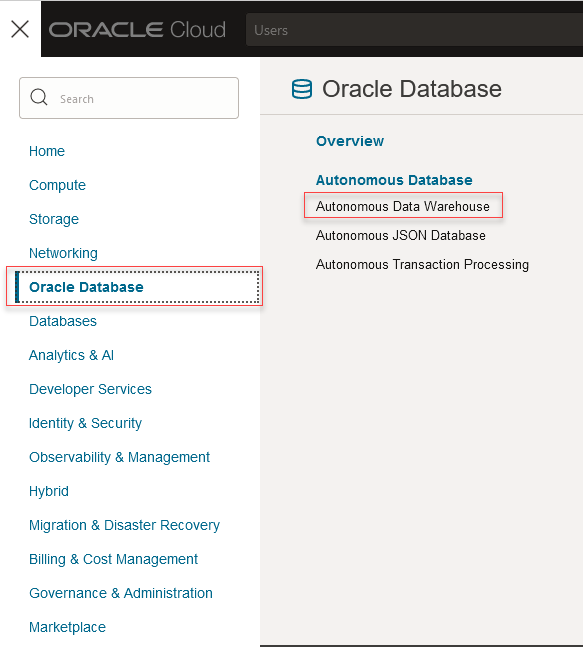 ORACLE Cloud
Users
Search
Home
Compute
Storage
Networking
Oracle Database
Databases
Analytics & AI
Developer Services
Identity & Security
Observability & Management
Hybrid
Migration & Disaster Recovery
Billing & Cost Management
Governance & Administration
Marketplace
Oracle Database
Overview
Autonomous Database
Autonomous Data Warehouse
Autonomous JSON Database
Autonomous Transaction Processing